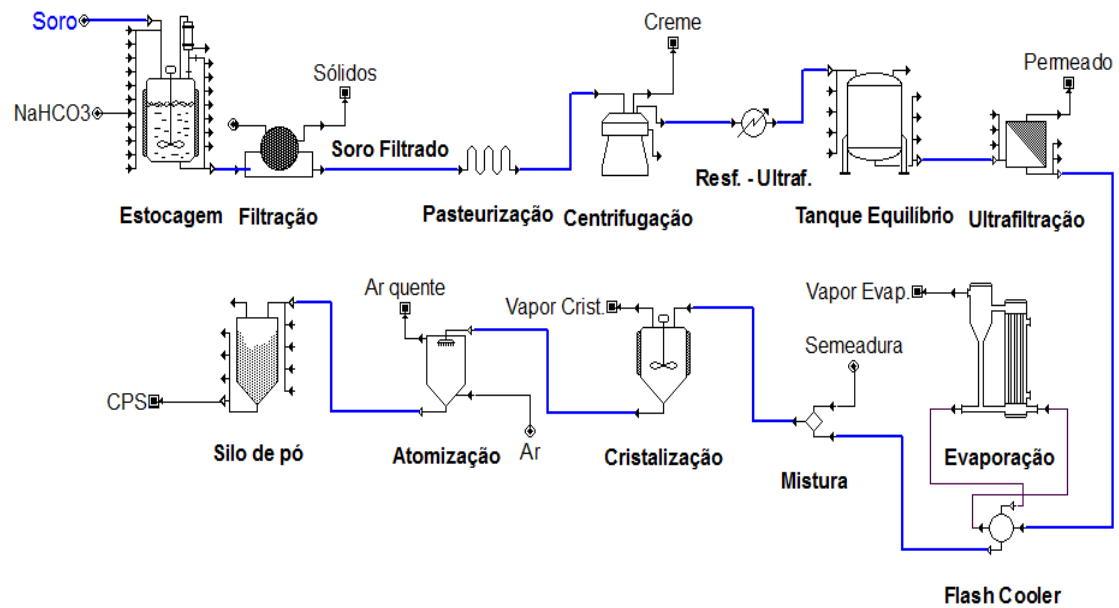 Soro
Creme
Permeado
Sólidos
NaHCO3
Soro Filtrado
Resf. - Ultraf.
Estocagem
Filtração
Pasteurização
Centrifugação
Tanque Equilíbrio
Ultrafiltração
Ar quente
Vapor Crist.
Vapor Evap.
Semeadura
CPS
Silo de pó
Atomização
Ar
Cristalização
Mistura
Evaporação
Flash Cooler